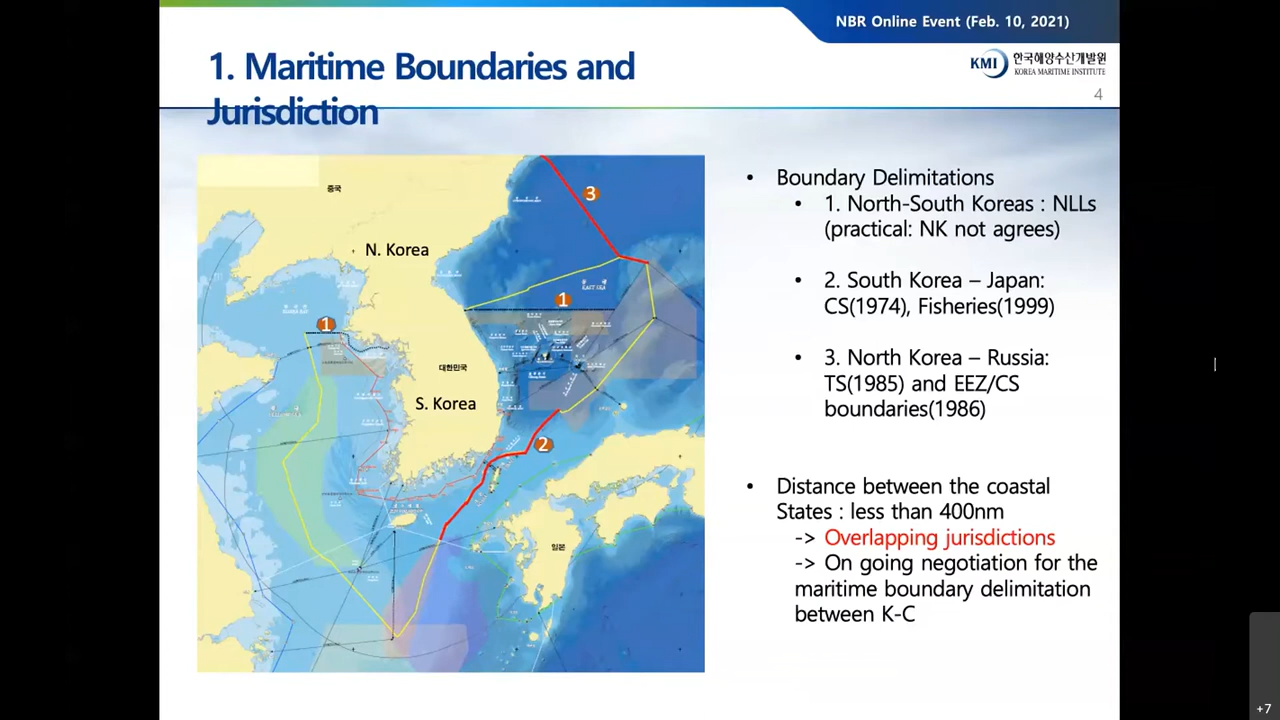 NBR Online Event (Feb. 10, 2021)
1. Maritime Boundaries and
Jurisdiction
KMI 한국해양수산개발원
KOREA MARITIME INSTITUTE
4
중국
3
N. Korea
EAST SEA
1
1
대한민국
S. Korea
2
일본
• Boundary Delimitations
• 1. North-South Koreas : NLLs
(practical: NK not agrees)
• 2. South Korea – Japan:
CS(1974), Fisheries(1999)
• 3. North Korea – Russia:
TS(1985) and EEZ/CS
boundaries(1986)
• Distance between the coastal
States : less than 400nm
-> Overlapping jurisdictions
-> On going negotiation for the
maritime boundary delimitation
between K-C
+7